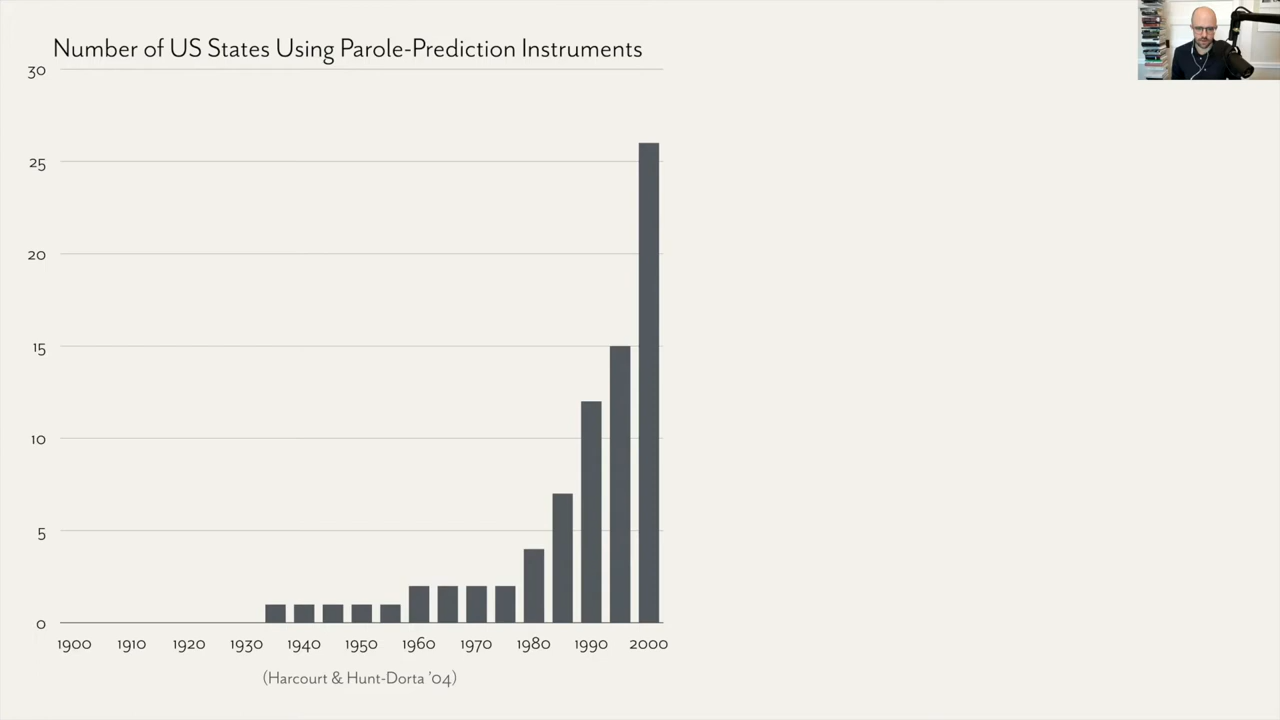 Number of US States Using Parole-Prediction Instruments
30
25
20
15
10
5
0
1900 1910 1920 1930 1940 1950 1960 1970 1980 1990 2000
(Harcourt & Hunt-Dorta ’04)